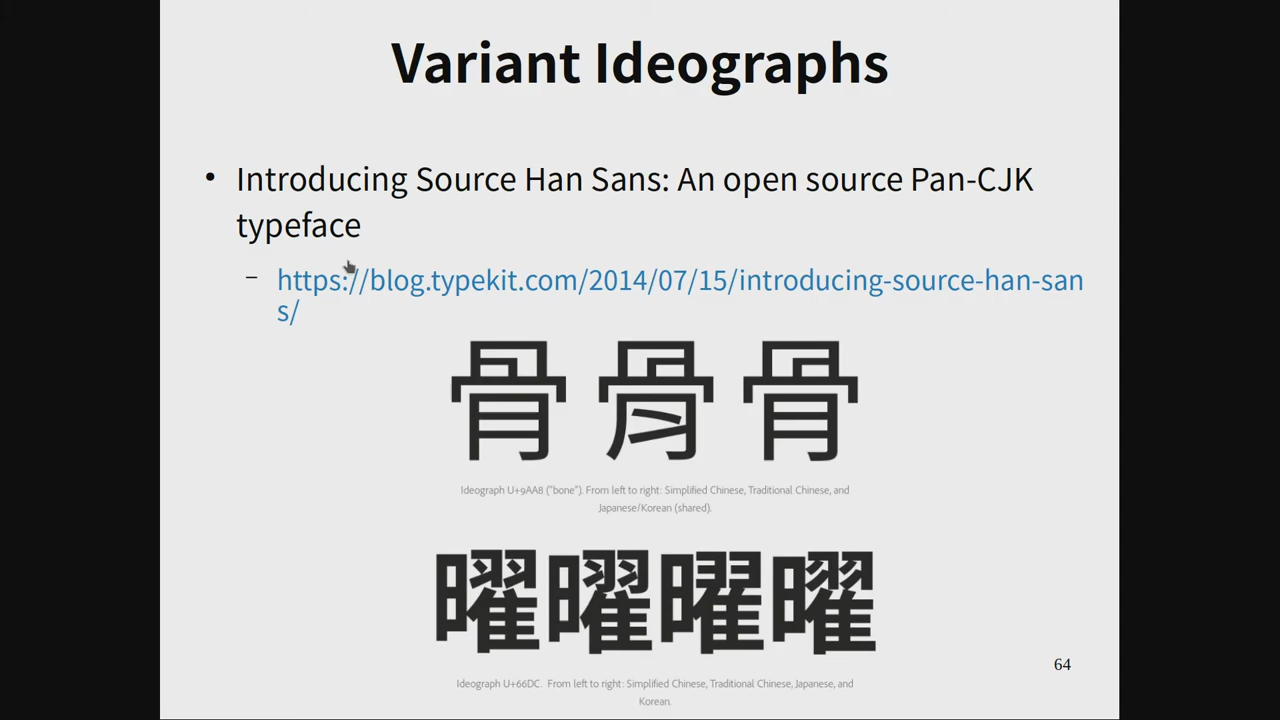 Variant Ideographs
• Introducing Source Han Sans: An open source Pan-CJK
typeface
– https://blog.typekit.com/2014/07/15/introducing-source-han-san
s/
骨 骨 骨
Ideograph U+9AA8 (“bone”). From left to right: Simplified Chinese, Traditional Chinese, and
Japanese/Korean (shared).
曜曜曜曜
64
Ideograph U+66DC. From left to right: Simplified Chinese, Traditional Chinese, Japanese, and
Korean.